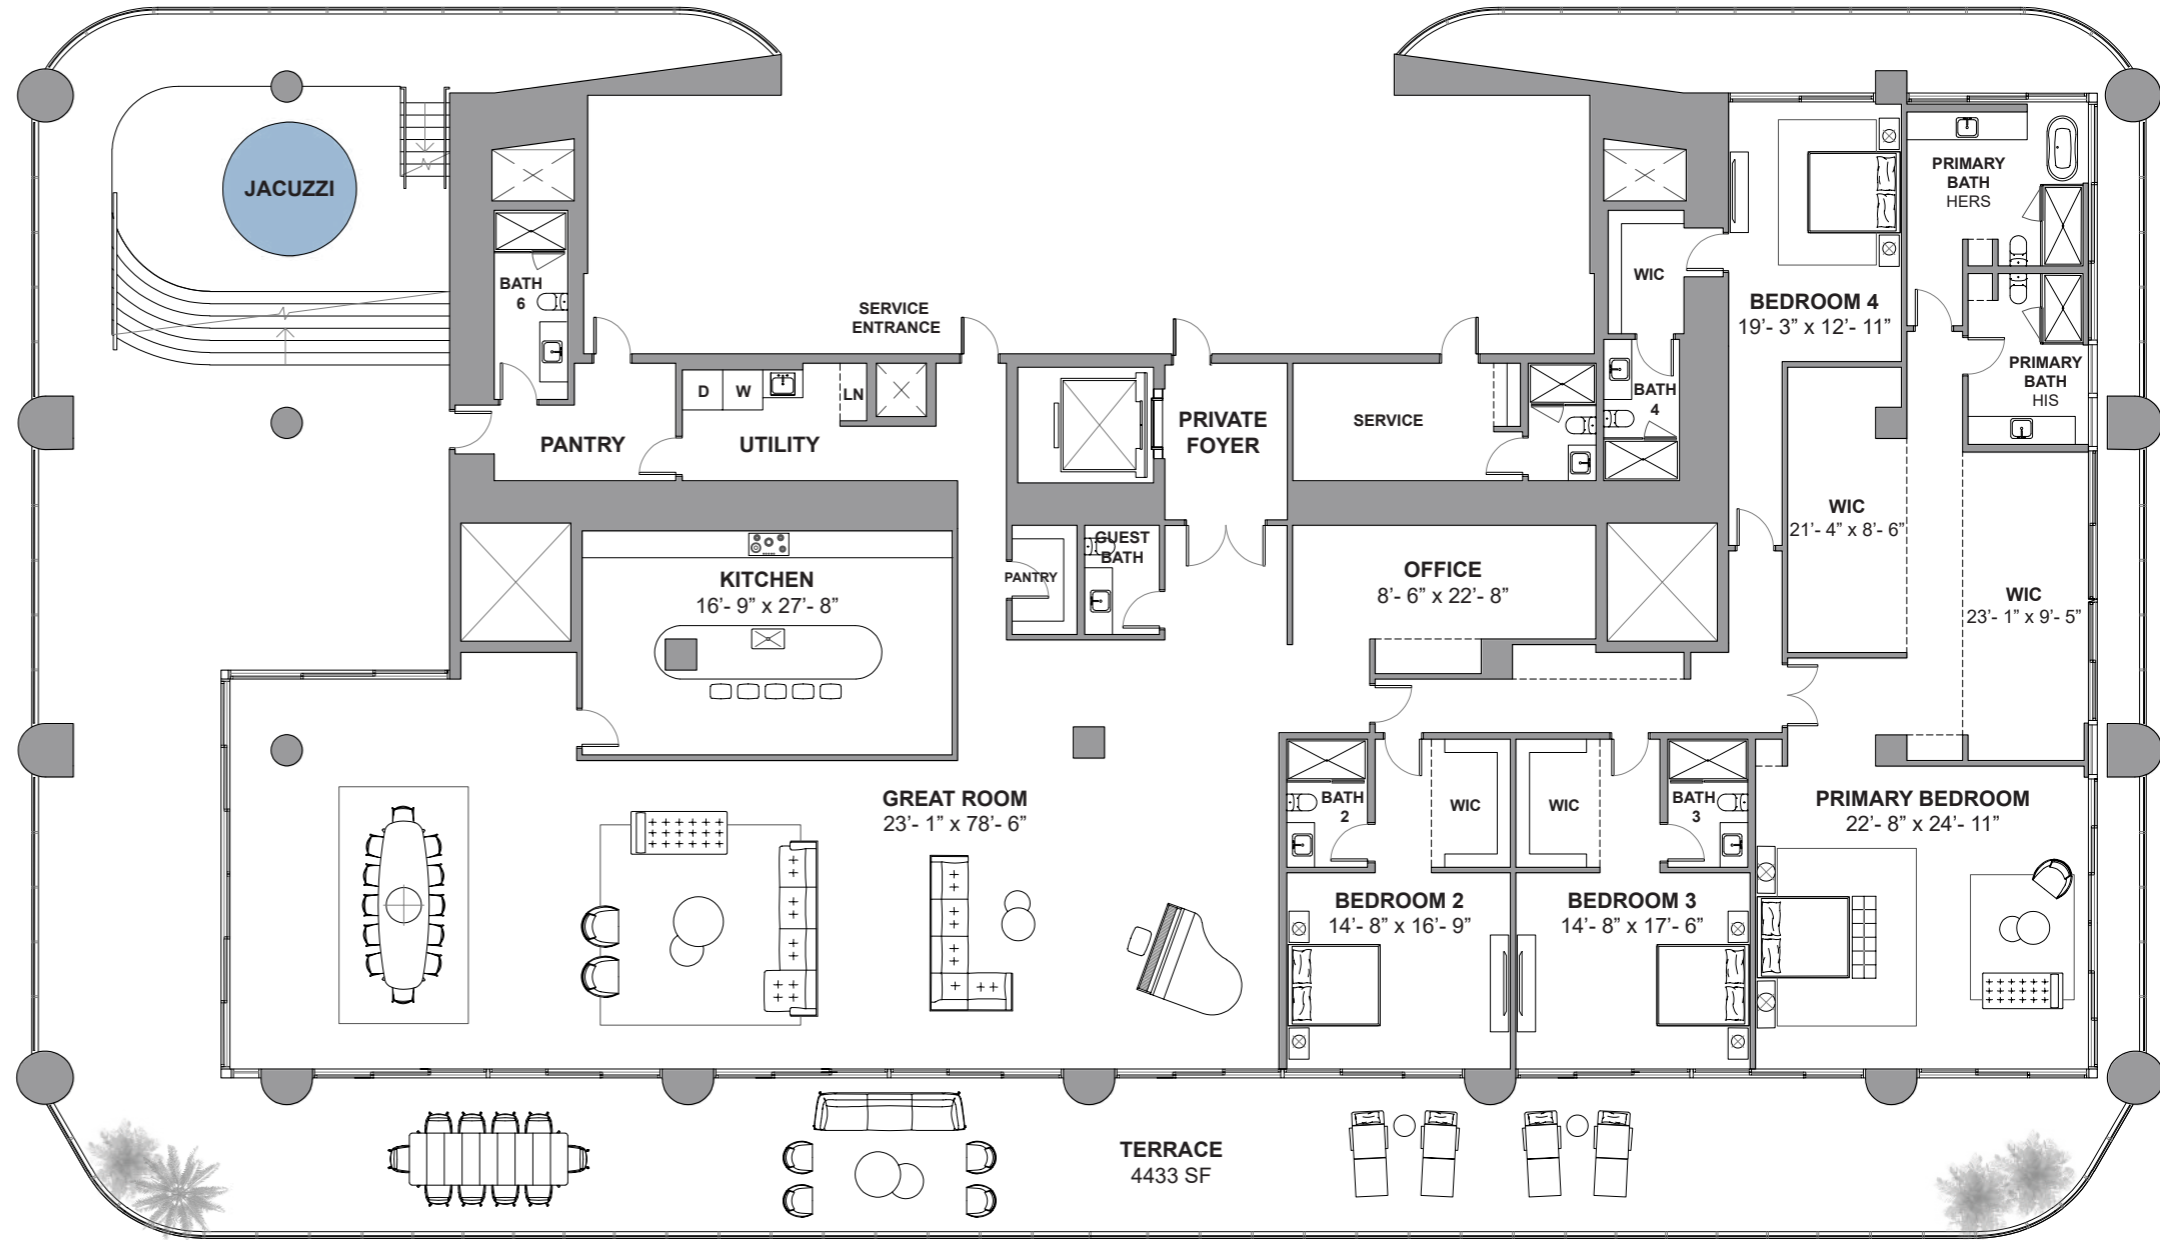 JACUZZI
BATH
6
SERVICE
ENTRANCE
D
W
LN
PANTRY
UTILITY
PRIVATE
FOYER
SERVICE
WIC
BATH
4
BEDROOM 4
19’- 3” x 12’- 11”
PRIMARY
BATH
HERS
PRIMARY
BATH
HIS
WIC
21’- 4” x 8’- 6”
WIC
23’- 1” x 9’- 5”
KITCHEN
16’- 9” x 27’- 8”
PANTRY
GUEST
BATH
OFFICE
8’- 6” x 22’- 8”
GREAT ROOM
23’- 1” x 78’- 6”
BATH
2
WIC
WIC
BATH
3
PRIMARY BEDROOM
22’- 8” x 24’- 11”
BEDROOM 2
14’- 8” x 16’- 9”
BEDROOM 3
14’- 8” x 17’- 6”
TERRACE
4433 SF